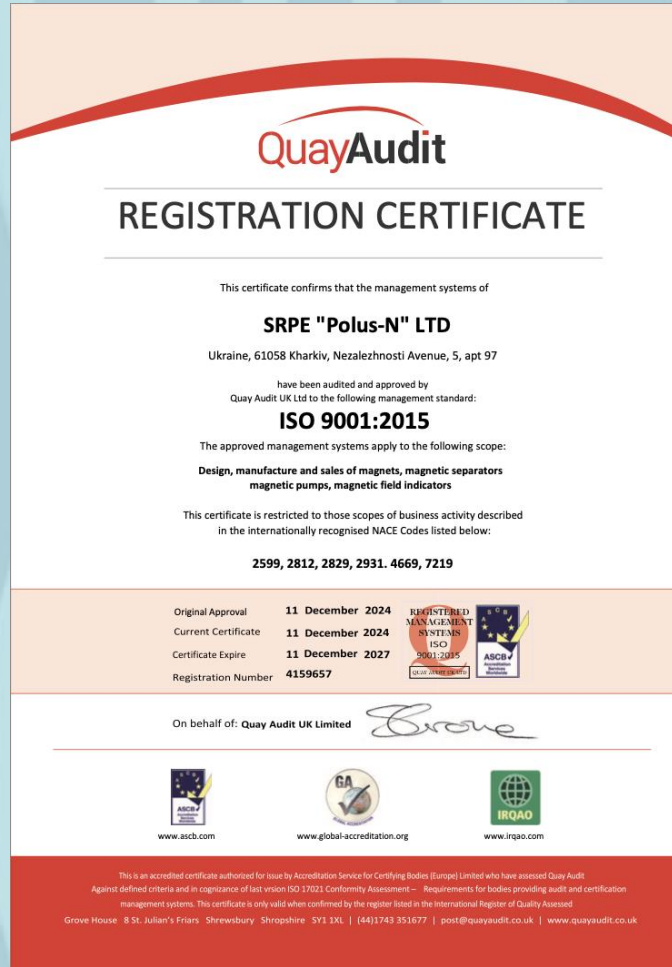 QuayAudit
REGISTRATION CERTIFICATE
This certificate confirms that the management systems of
SRPE "Polus-N" LTD
Ukraine, 61058 Kharkiv, Nezalezhnosti Avenue, 5, apt 97
have been audited and approved by
Quay Audit UK Ltd to the following management standard:
ISO 9001:2015
The approved management systems apply to the following scope:
Design, manufacture and sales of magnets, magnetic separators
magnetic pumps, magnetic field indicators
This certificate is restricted to those scopes of business activity described
in the internationally recognised NACE Codes listed below:
2599, 2812, 2829, 2931. 4669, 7219
Original Approval 11 December 2024
Current Certificate 11 December 2024
Certificate Expire 11 December 2027
Registration Number 4159657
REGISTERED
MANAGEMENT
SYSTEMS
ISO
9001:2015
QUAY AUDIT UK LTD
ASCB
Accreditation
Services
Worldwide
On behalf of: Quay Audit UK Limited
ASCB
www.ascb.com
GA
GLOBAL ACCREDITATION
www.global-accreditation.org
IRQAO
www.irqao.com
This is an accredited certificate authorized for issue by Accreditation Service for Certifying Bodies (Europe) Limited who have assessed Quay Audit
Against defined criteria and in cognizance of last vrsion ISO 17021 Conformity Assessment – Requirements for bodies providing audit and certification
management systems. This certificate is only valid when confirmed by the register listed in the International Register of Quality Assessed
Grove House 8 St. Julian's Friars Shrewsbury Shropshire SY1 1XL | (44)1743 351677 | post@quayaudit.co.uk | www.quayaudit.co.uk